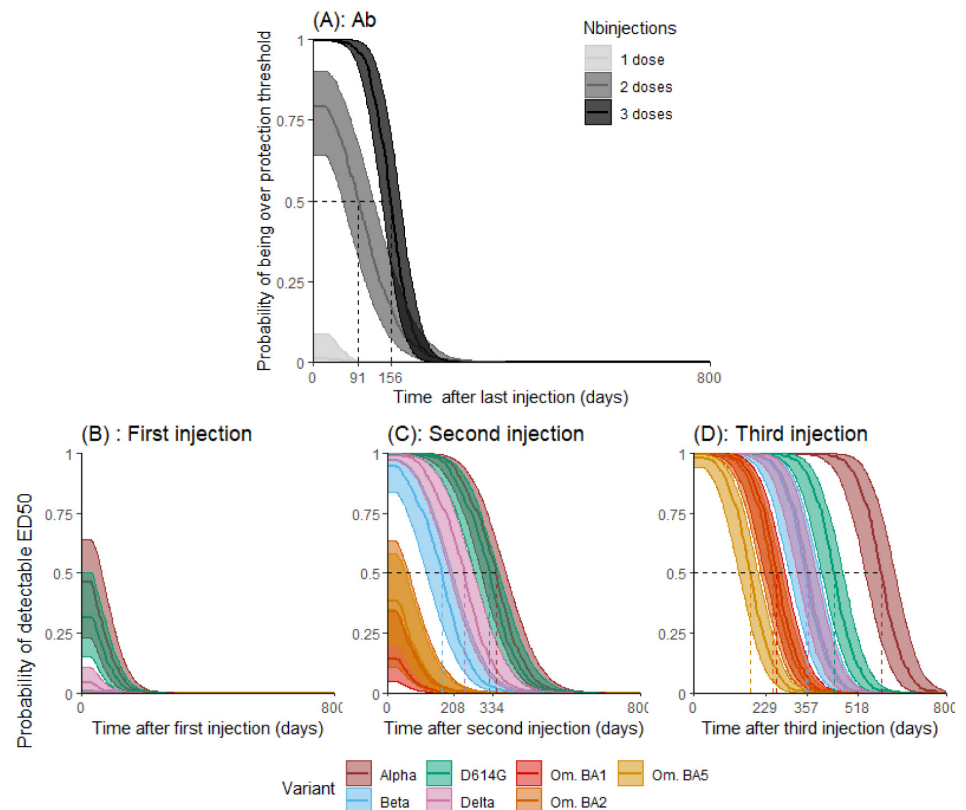 (A): Ab
Nbinjections
1 dose
2 doses
3 doses
Probability of being over protection threshold
1
0.75
0.5
0.25
0
0 91 156 800
Time after last injection (days)
(B) : First injection
(C): Second injection
(D): Third injection
Probability of detectable ED50
1
0.75
0.5
0.25
0
0 800
Time after first injection (days)
1
0.75
0.5
0.25
0
0 208 334 800
Time after second injection (days)
1
0.75
0.5
0.25
0
0 229 357 518 800
Time after third injection (days)
Variant
Alpha D614G Om. BA1 Om. BA5
Beta Delta Om. BA2